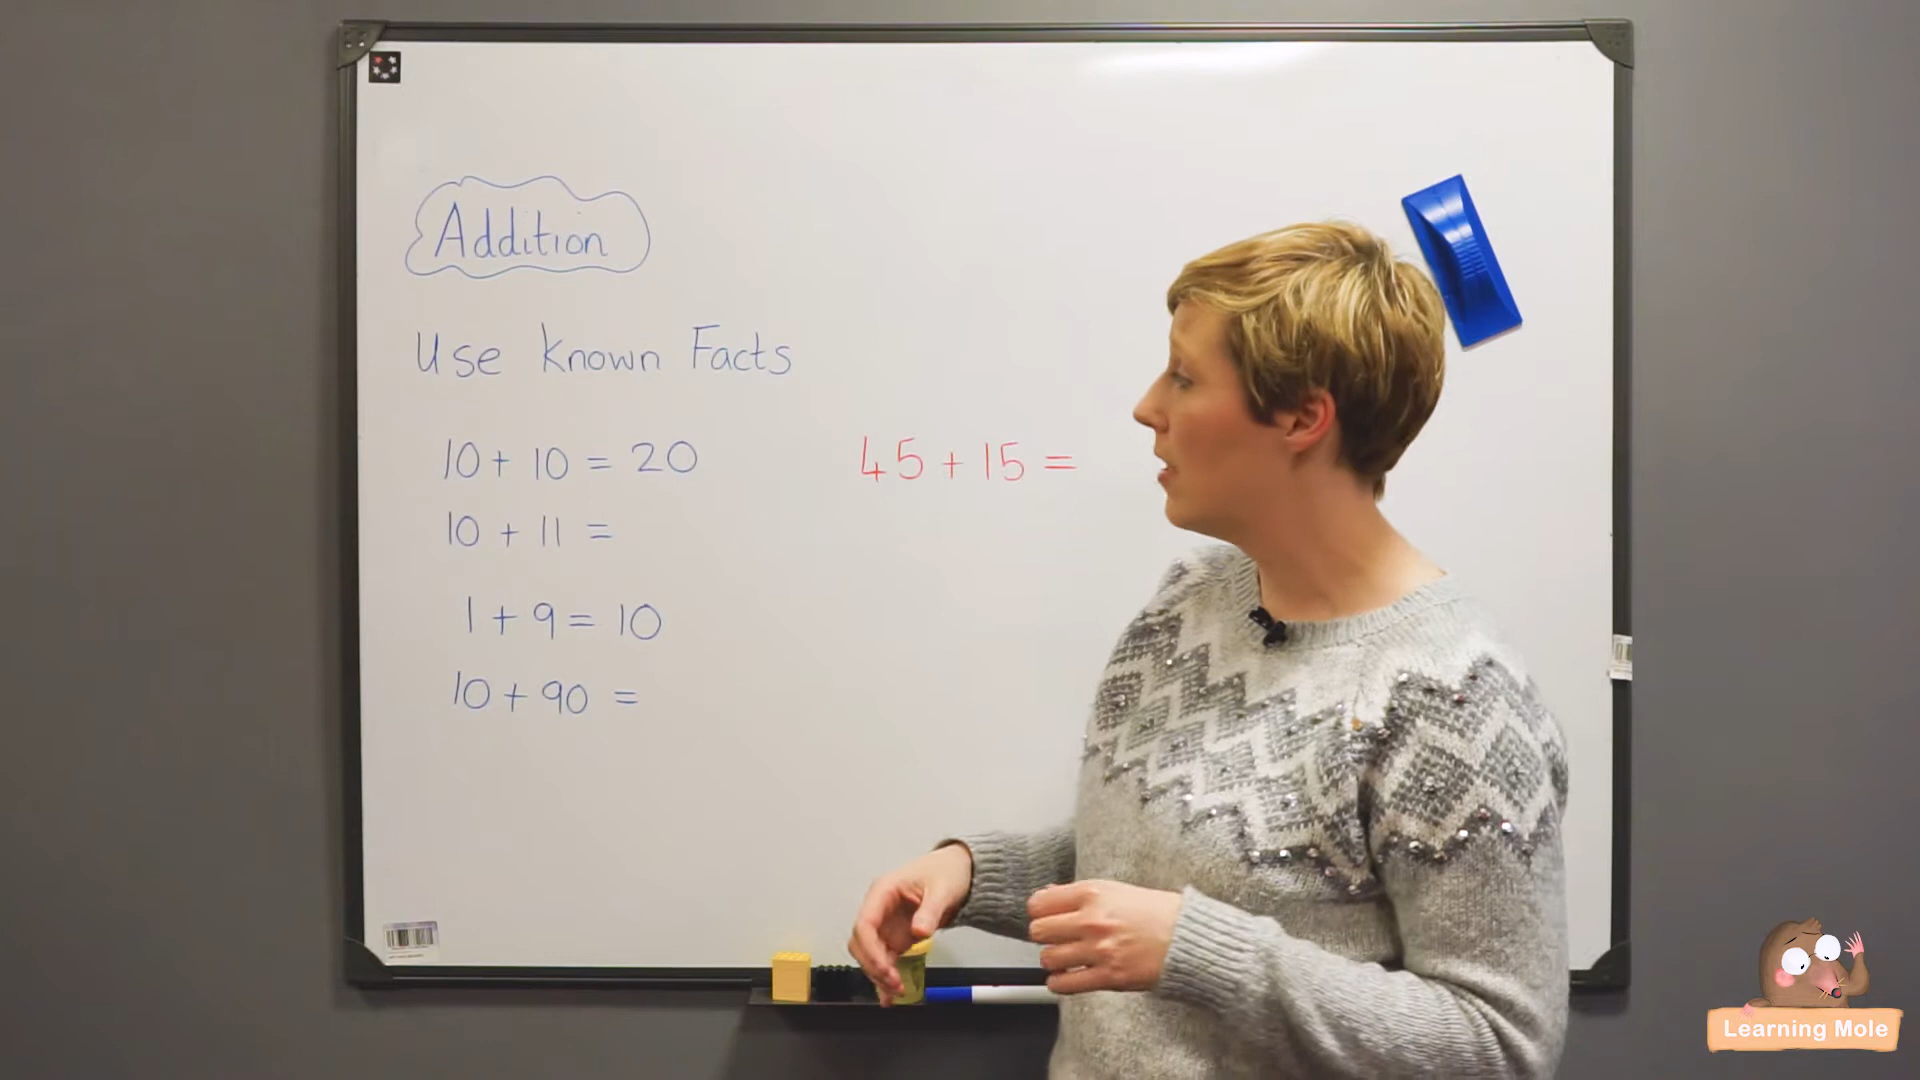 Addition
Use Known Facts
10 + 10 = 20
10 + 11 =
1 + 9 = 10
10 + 90 =
45 + 15 =
Learning Mole